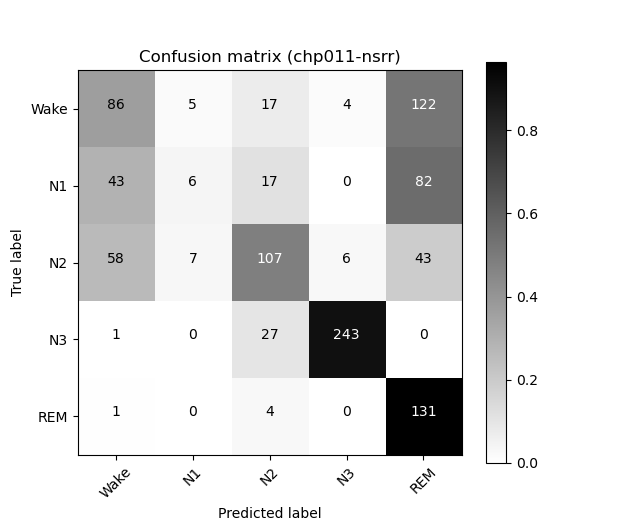 Confusion matrix (chp011-nsrr)
True label
Wake 86 5 17 4 122
N1 43 6 17 0 82
N2 58 7 107 6 43
N3 1 0 27 243 0
REM 1 0 4 0 131
Wake N1 N2 N3 REM
Predicted label
0.8
0.6
0.4
0.2
0.0